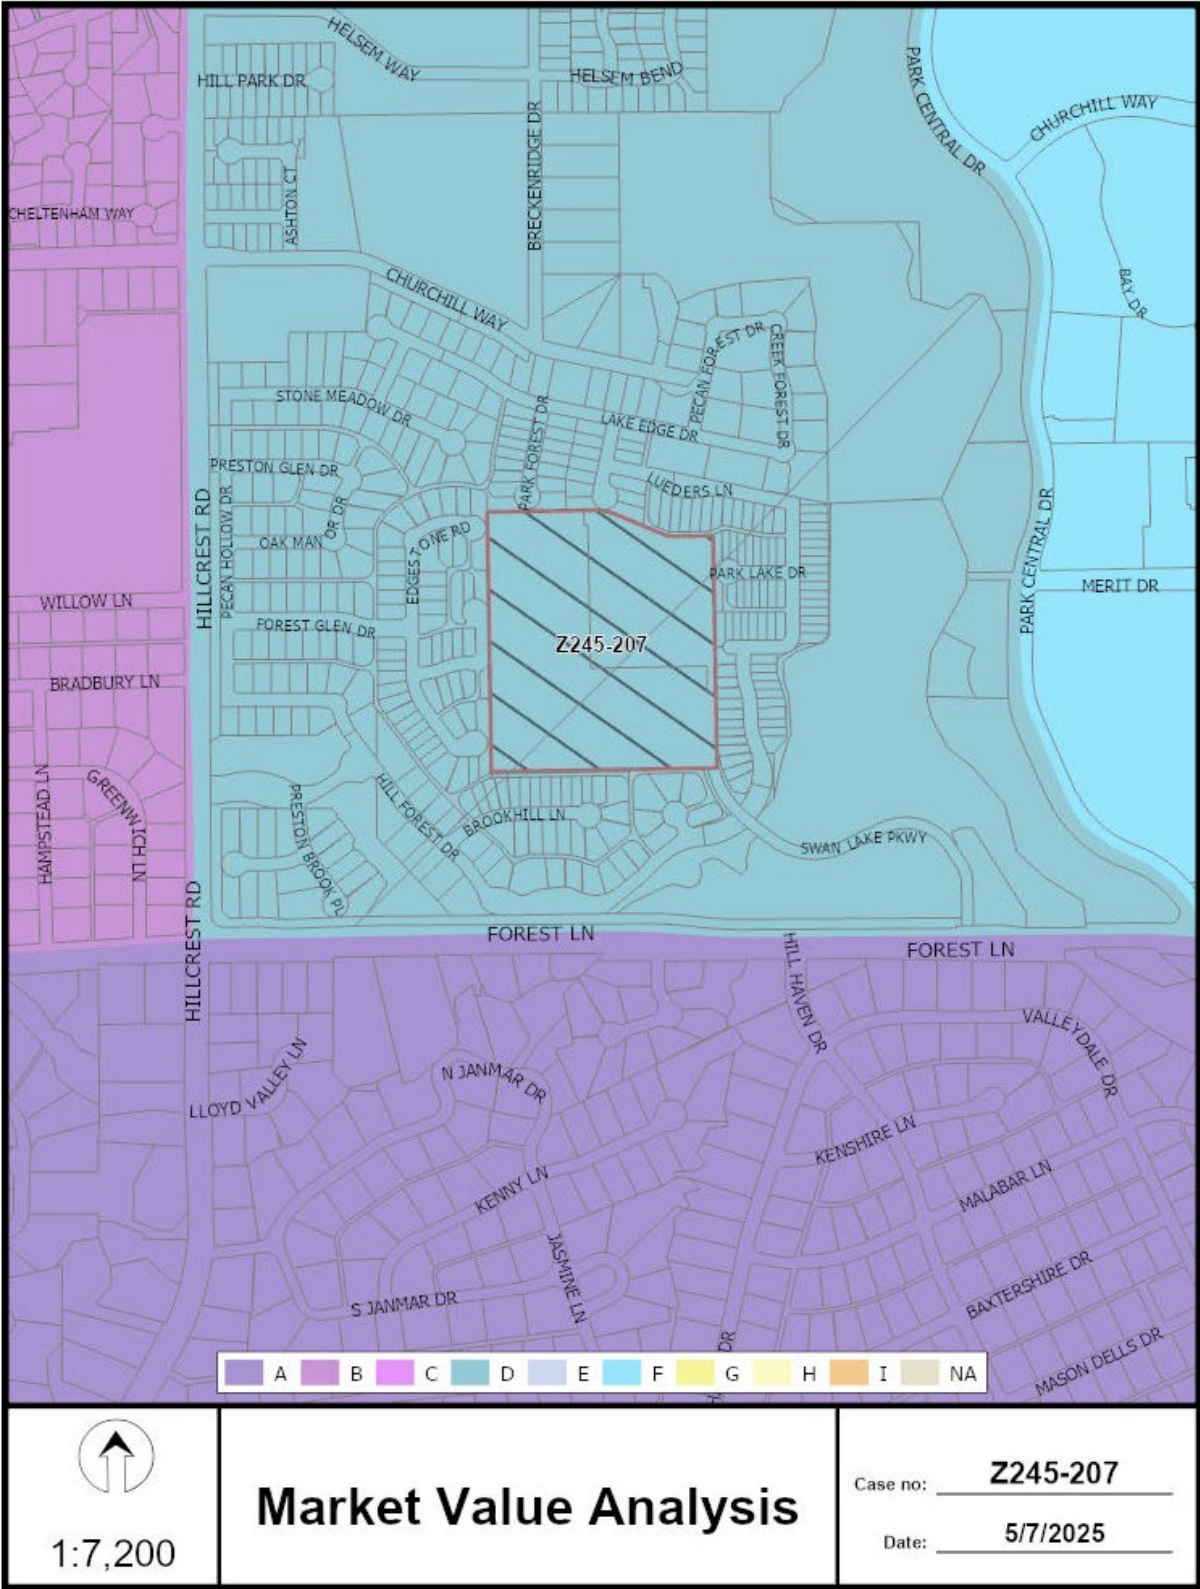 HELSEM WAY
HELSEM BEND
HILL PARK DR
PARK CENTRAL DR
CHURCHILL WAY
BRECKENRIDGE DR
ASHTON CT
CHELTENHAM WAY
CHURCHILL WAY
BAY DR
PECAN FOREST DR
CREEK FOREST DR
STONE MEADOW DR
PARK FOREST DR
LAKE EDGE DR
PRESTON GLEN DR
LUEDERS LN
HILLCREST RD
PECAN HOLLOW DR
OAK MANOR DR
EDGESTONE RD
PARK LAKE DR
PARK CENTRAL DR
MERIT DR
WILLOW LN
FOREST GLEN DR
Z245-207
BRADBURY LN
HAMPSTEAD LN
GREENWICH LN
PRESTON BROOK PL
HILL FOREST DR
BROOKHILL LN
SWAN LAKE PKWY
HILLCREST RD
FOREST LN
FOREST LN
HILL HAVEN DR
VALLEYDALE DR
LLOYD VALLEY LN
N JANMAR DR
KENSHIRE LN
KENNY LN
MALABAR LN
JASMINE LN
BAXTERSHIRE DR
S JANMAR DR
DR
MASON DELLS DR
A B C D E F G H I NA
1:7,200
Market Value Analysis
Case no: Z245-207
Date: 5/7/2025